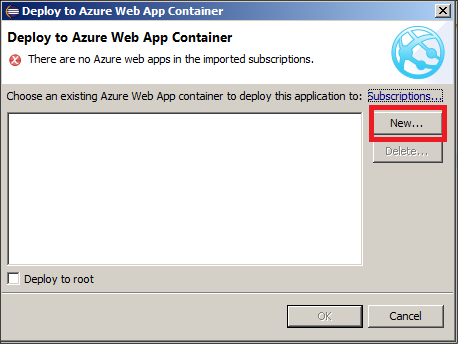 Deploy to Azure Web App Container
Deploy to Azure Web App Container
There are no Azure web apps in the imported subscriptions.
Choose an existing Azure Web App container to deploy this application to:
Subscriptions...
New...
Delete...
Deploy to root
OK
Cancel